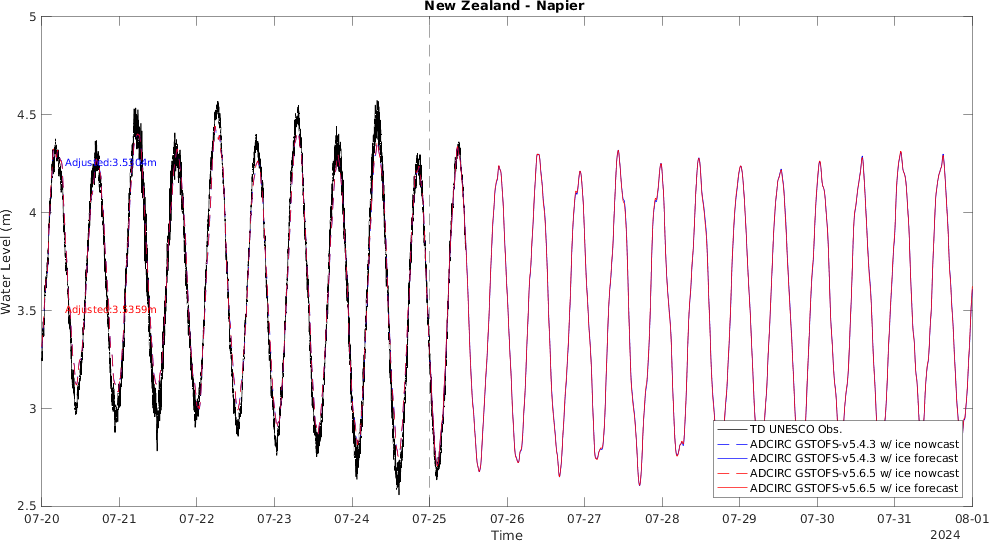 New Zealand - Napier
5
4.5
4
3.5
3
2.5
Water Level (m)
Adjusted:3.5304m
Adjusted:3.5359m
TD UNESCO Obs.
ADCIRC GSTOFS-v5.4.3 w/ ice nowcast
ADCIRC GSTOFS-v5.4.3 w/ ice forecast
ADCIRC GSTOFS-v5.6.5 w/ ice nowcast
ADCIRC GSTOFS-v5.6.5 w/ ice forecast
07-20 07-21 07-22 07-23 07-24 07-25 07-26 07-27 07-28 07-29 07-30 07-31 08-01
Time
2024